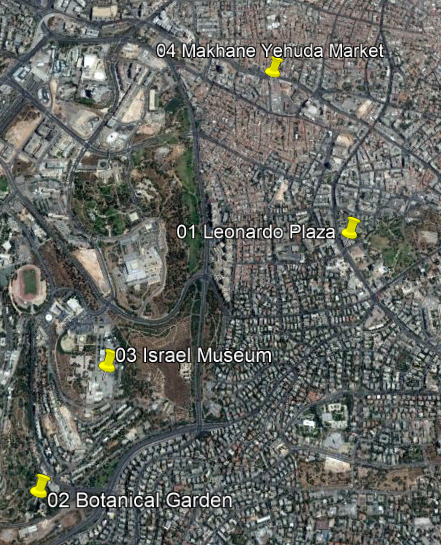 04 Makhane Yehuda Market
01 Leonardo Plaza
03 Israel Museum
02 Botanical Garden